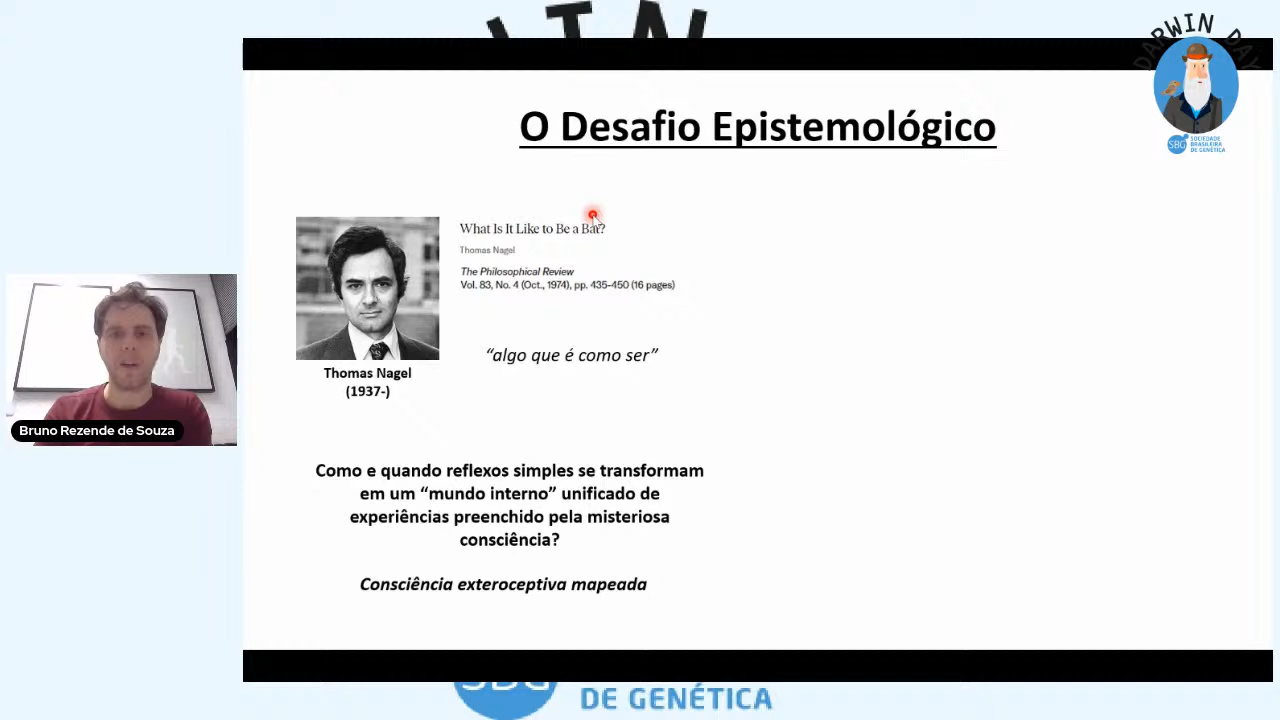 DARWIN DAY
SBG
SOCIEDADE
BRASILEIRA
DE GENÉTICA
O Desafio Epistemológico
What Is It Like to Be a Bat?
Thomas Nagel
The Philosophical Review
Vol. 83, No. 4 (Oct., 1974), pp. 435-450 (16 pages)
“algo que é como ser”
Thomas Nagel
(1937-)
Bruno Rezende de Souza
Como e quando reflexos simples se transformam
em um “mundo interno” unificado de
experiências preenchido pela misteriosa
consciência?
Consciência exteroceptiva mapeada
SBG
DE GENÉTICA